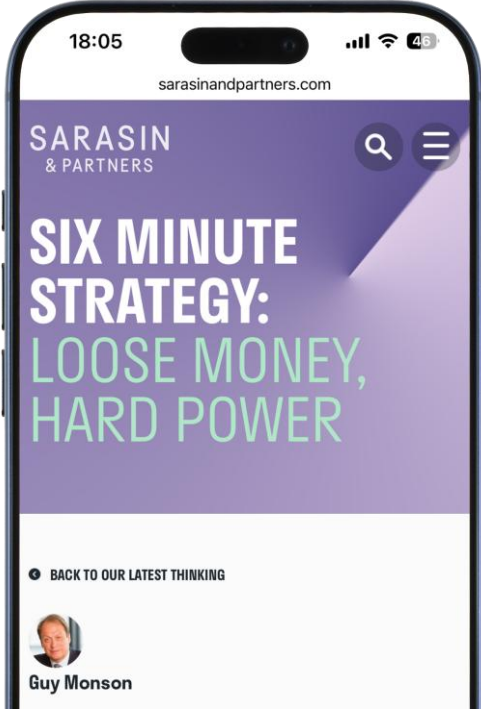 18:05
46
sarasinandpartners.com
SARASIN
& PARTNERS
SIX MINUTE
STRATEGY:
LOOSE MONEY,
HARD POWER
BACK TO OUR LATEST THINKING
Guy Monson